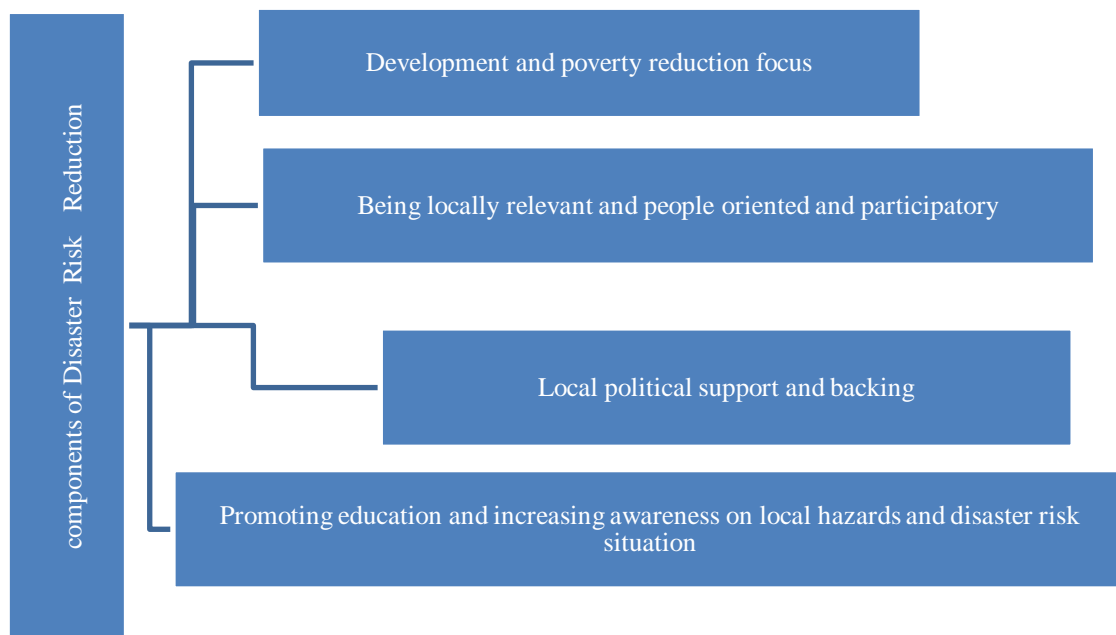 components of Disaster Risk Reduction
Development and poverty reduction focus
Being locally relevant and people oriented and participatory
Local political support and backing
Promoting education and increasing awareness on local hazards and disaster risk
situation